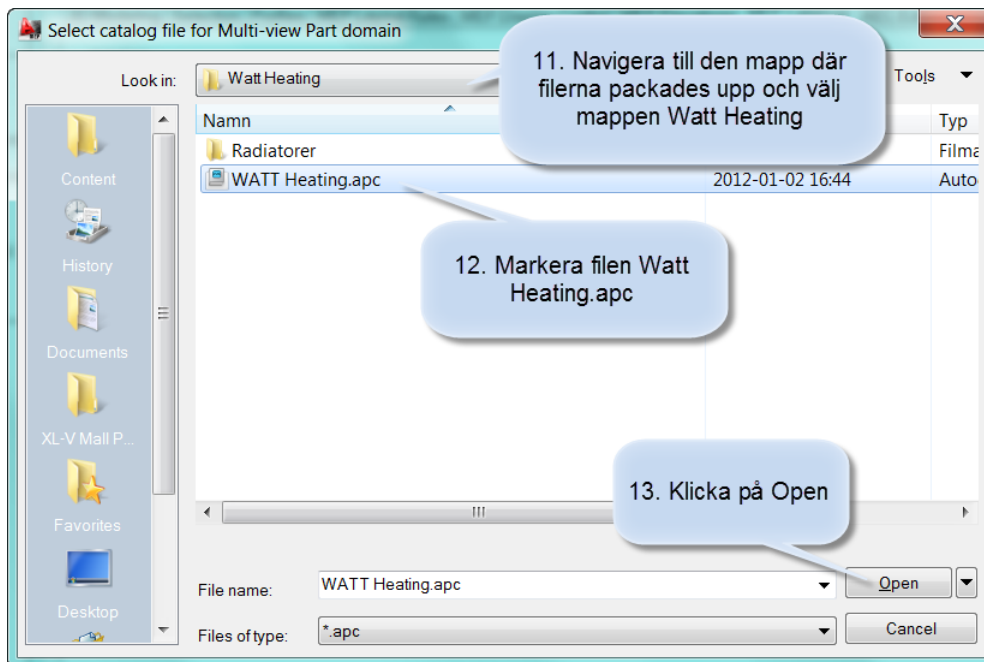 Select catalog file for Multi-view Part domain
X
Look in:
Watt Heating
Tools
11. Navigera till den mapp där
filerna packades upp och välj
mappen Watt Heating
Namn
Typ
Radiatorer
Filma
WATT Heating.apc
2012-01-02 16:44
Auto
12. Markera filen Watt
Heating.apc
Content
History
Documents
XL-V Mall P...
Favorites
Desktop
13. Klicka på Open
File name:
WATT Heating.apc
Open
Files of type:
*.apc
Cancel